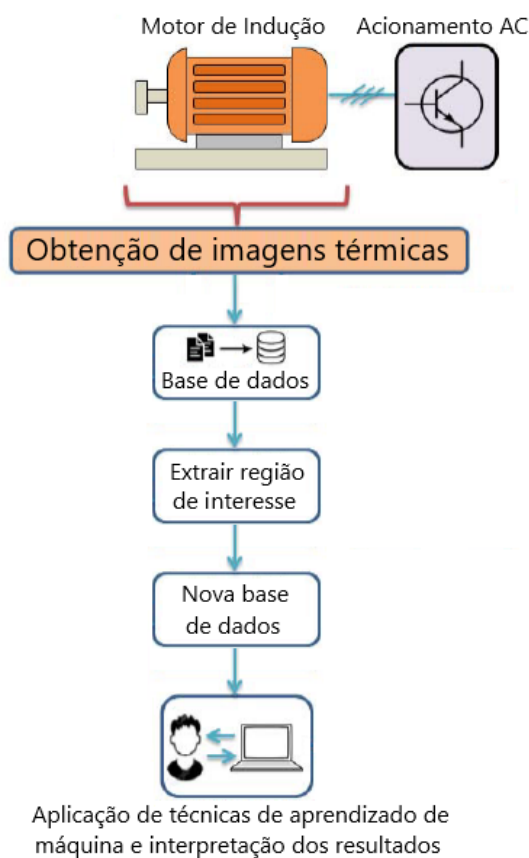 Motor de Indução
Acionamento AC
Obtenção de imagens térmicas
Base de dados
Extrair região
de interesse
Nova base
de dados
Aplicação de técnicas de aprendizado de
máquina e interpretação dos resultados